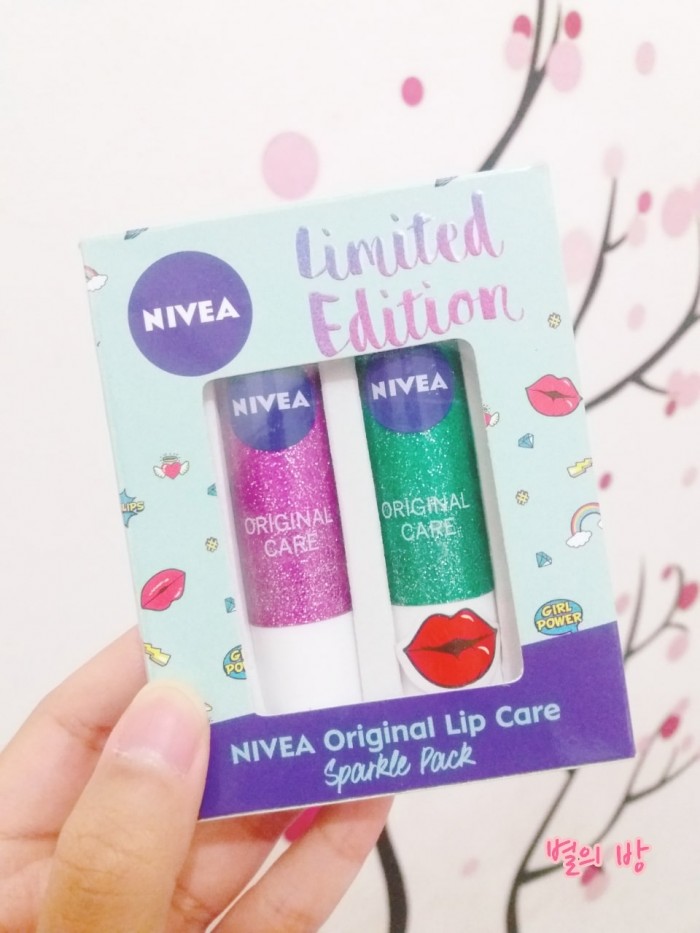 Limited
Edition
NIVEA
NIVEA
NIVEA
ORIGINAL
CARE
ORIGINAL
CARE
LIPS
GIRL
POWER
NIVEA Original Lip Care
Sparkle Pack
별의 방